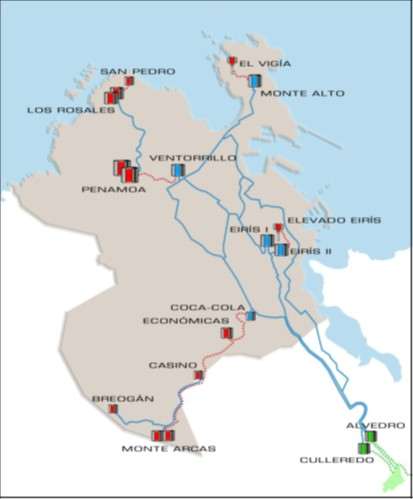 EL VIGÍA
SAN PEDRO
MONTE ALTO
LOS ROSALES
VENTORRILLO
PENAMOA
ELEVADO EIRÍS
EIRÍS I
EIRÍS II
COCA-COLA
ECONÓMICAS
CASINO
BREOGÁN
ALVEDRO
MONTE ARCAS
CULLEREDO